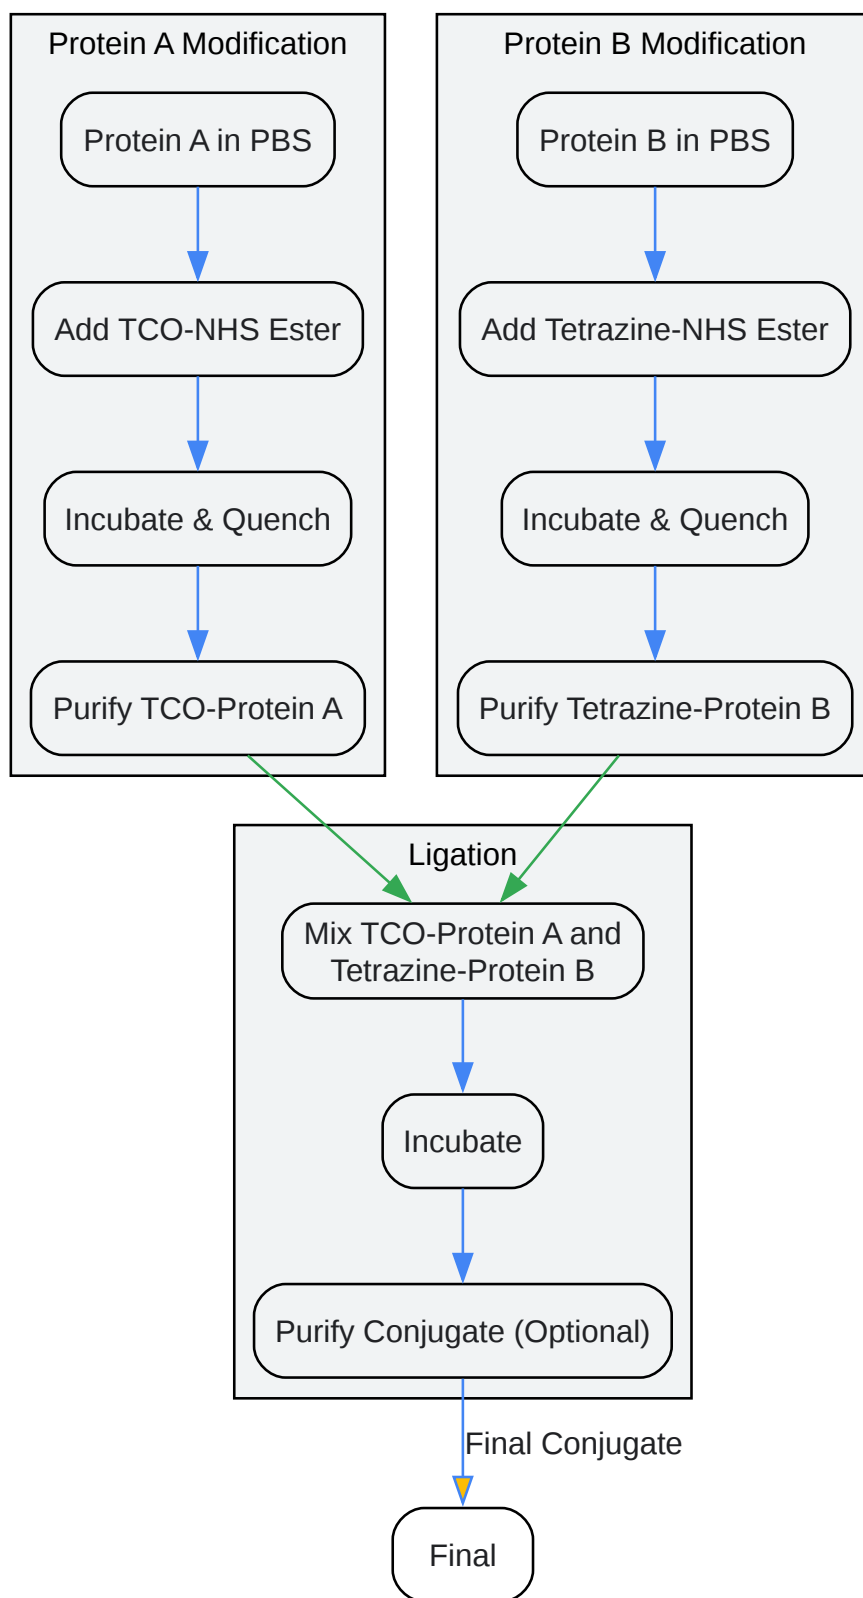 Protein A Modification
Protein A in PBS
Add TCO-NHS Ester
Incubate & Quench
Purify TCO-Protein A
Protein B Modification
Protein B in PBS
Add Tetrazine-NHS Ester
Incubate & Quench
Purify Tetrazine-Protein B
Ligation
Mix TCO-Protein A and
Tetrazine-Protein B
Incubate
Purify Conjugate (Optional)
Final Conjugate
Final